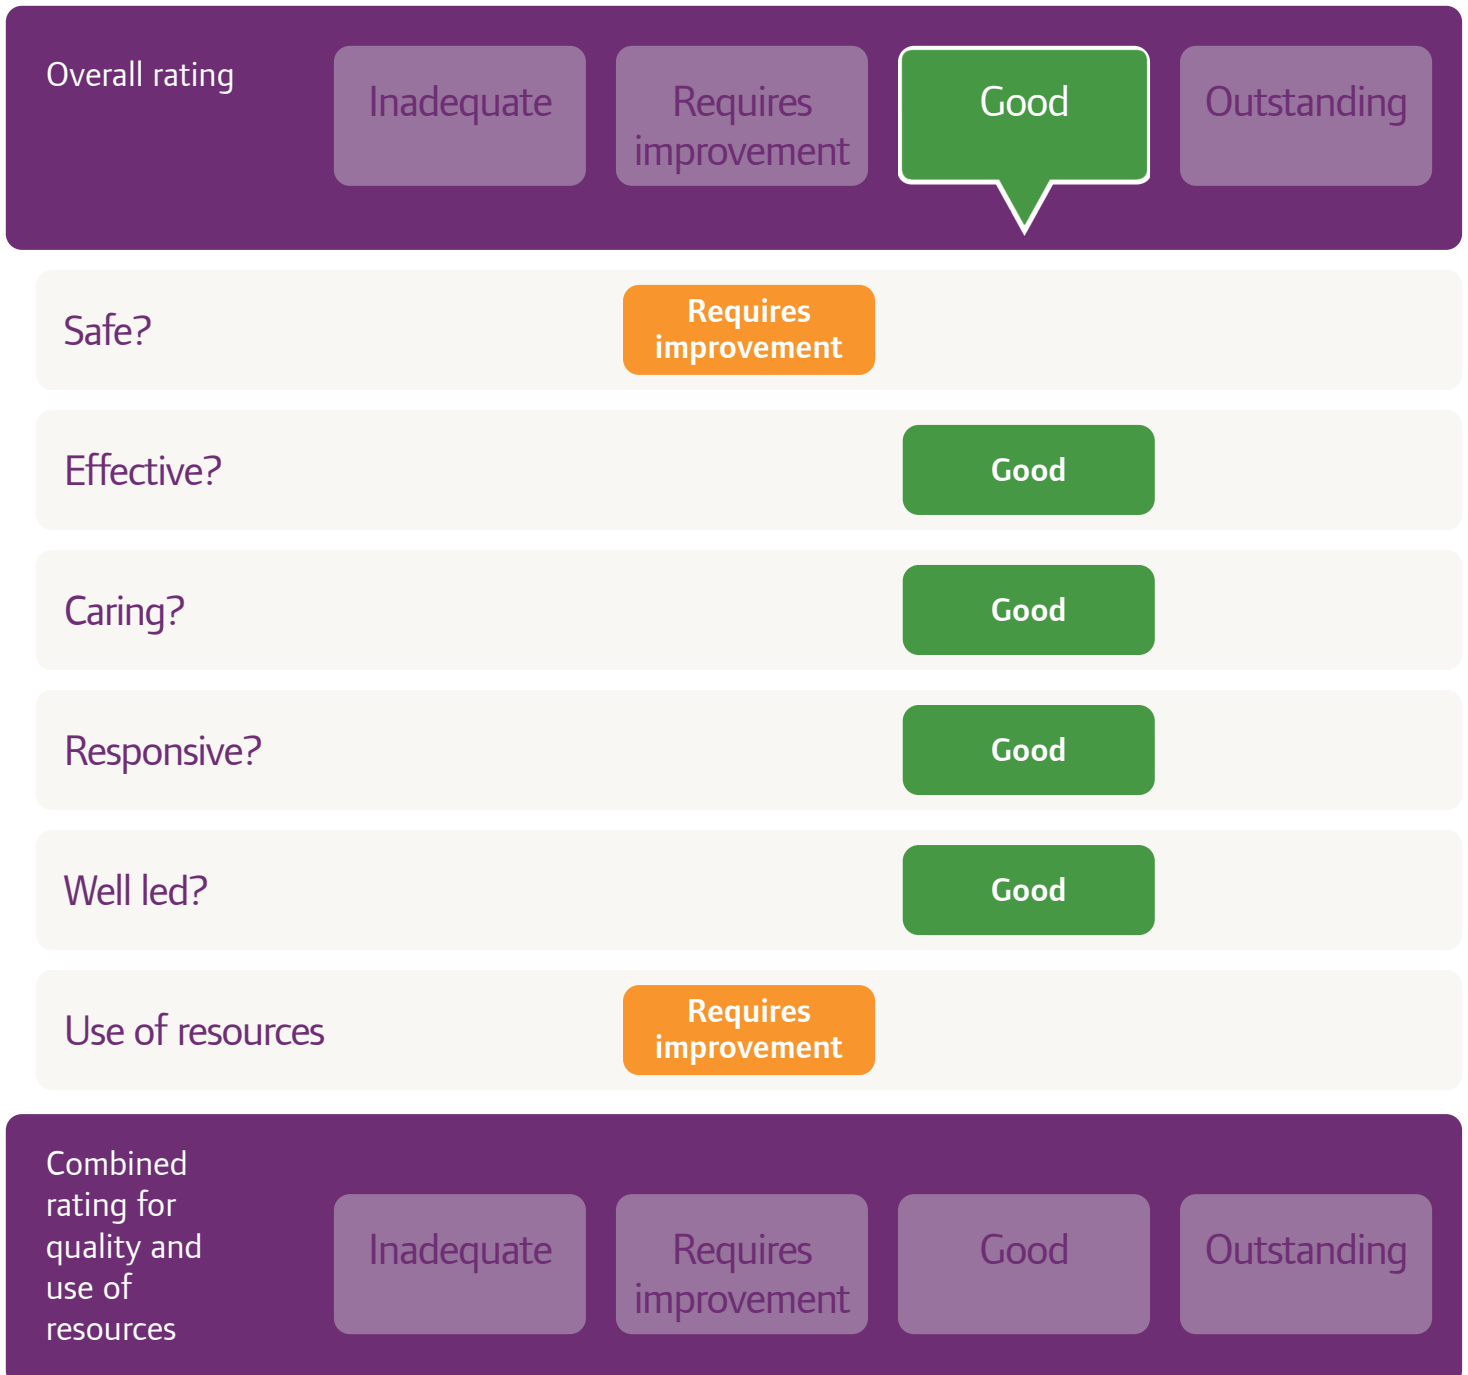 Overall rating
Inadequate
Requires
improvement
Good
Outstanding
Safe?
Requires
improvement
Effective?
Good
Caring?
Good
Responsive?
Good
Well led?
Good
Use of resources
Requires
improvement
Combined
rating for
quality and
use of
resources
Inadequate
Requires
improvement
Good
Outstanding